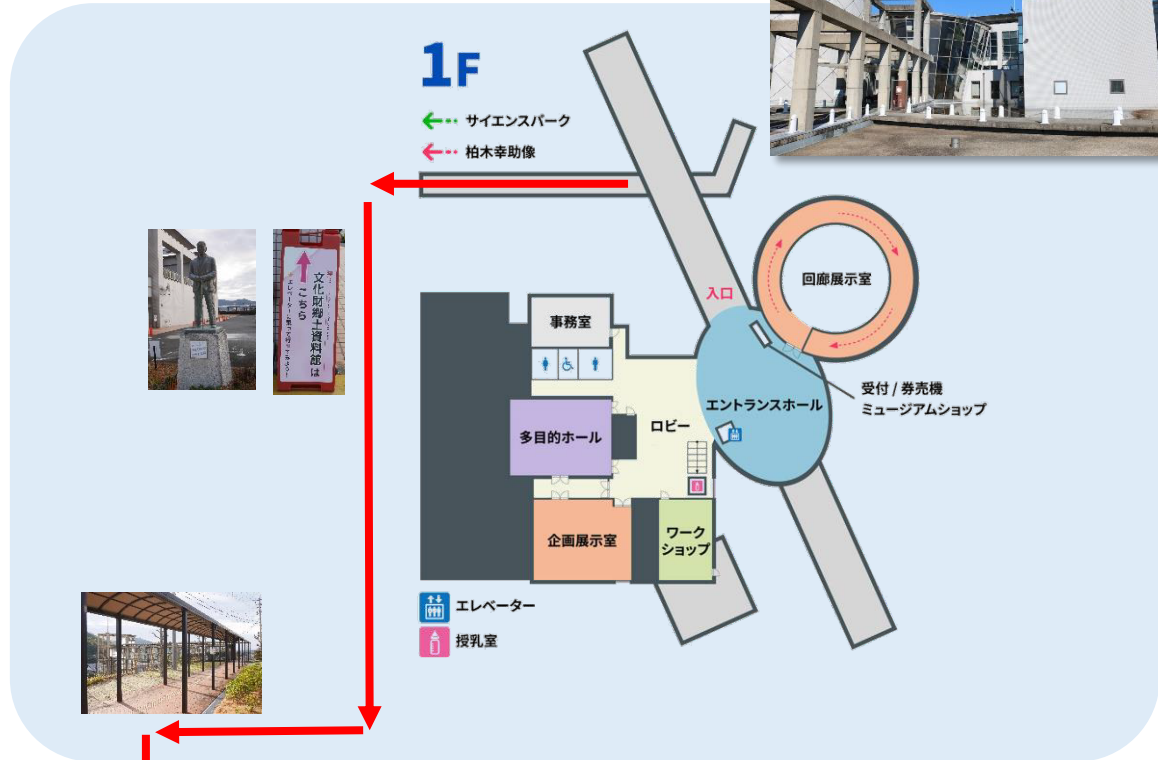 1F
サイエンスパーク
柏木幸助像
入口
回廊展示室
事務室
受付 / 券売機
ミュージアムショップ
エントランスホール
ロビー
多目的ホール
企画展示室
ワーク
ショップ
エレベーター
授乳室
文化財郷土資料館は
こちら